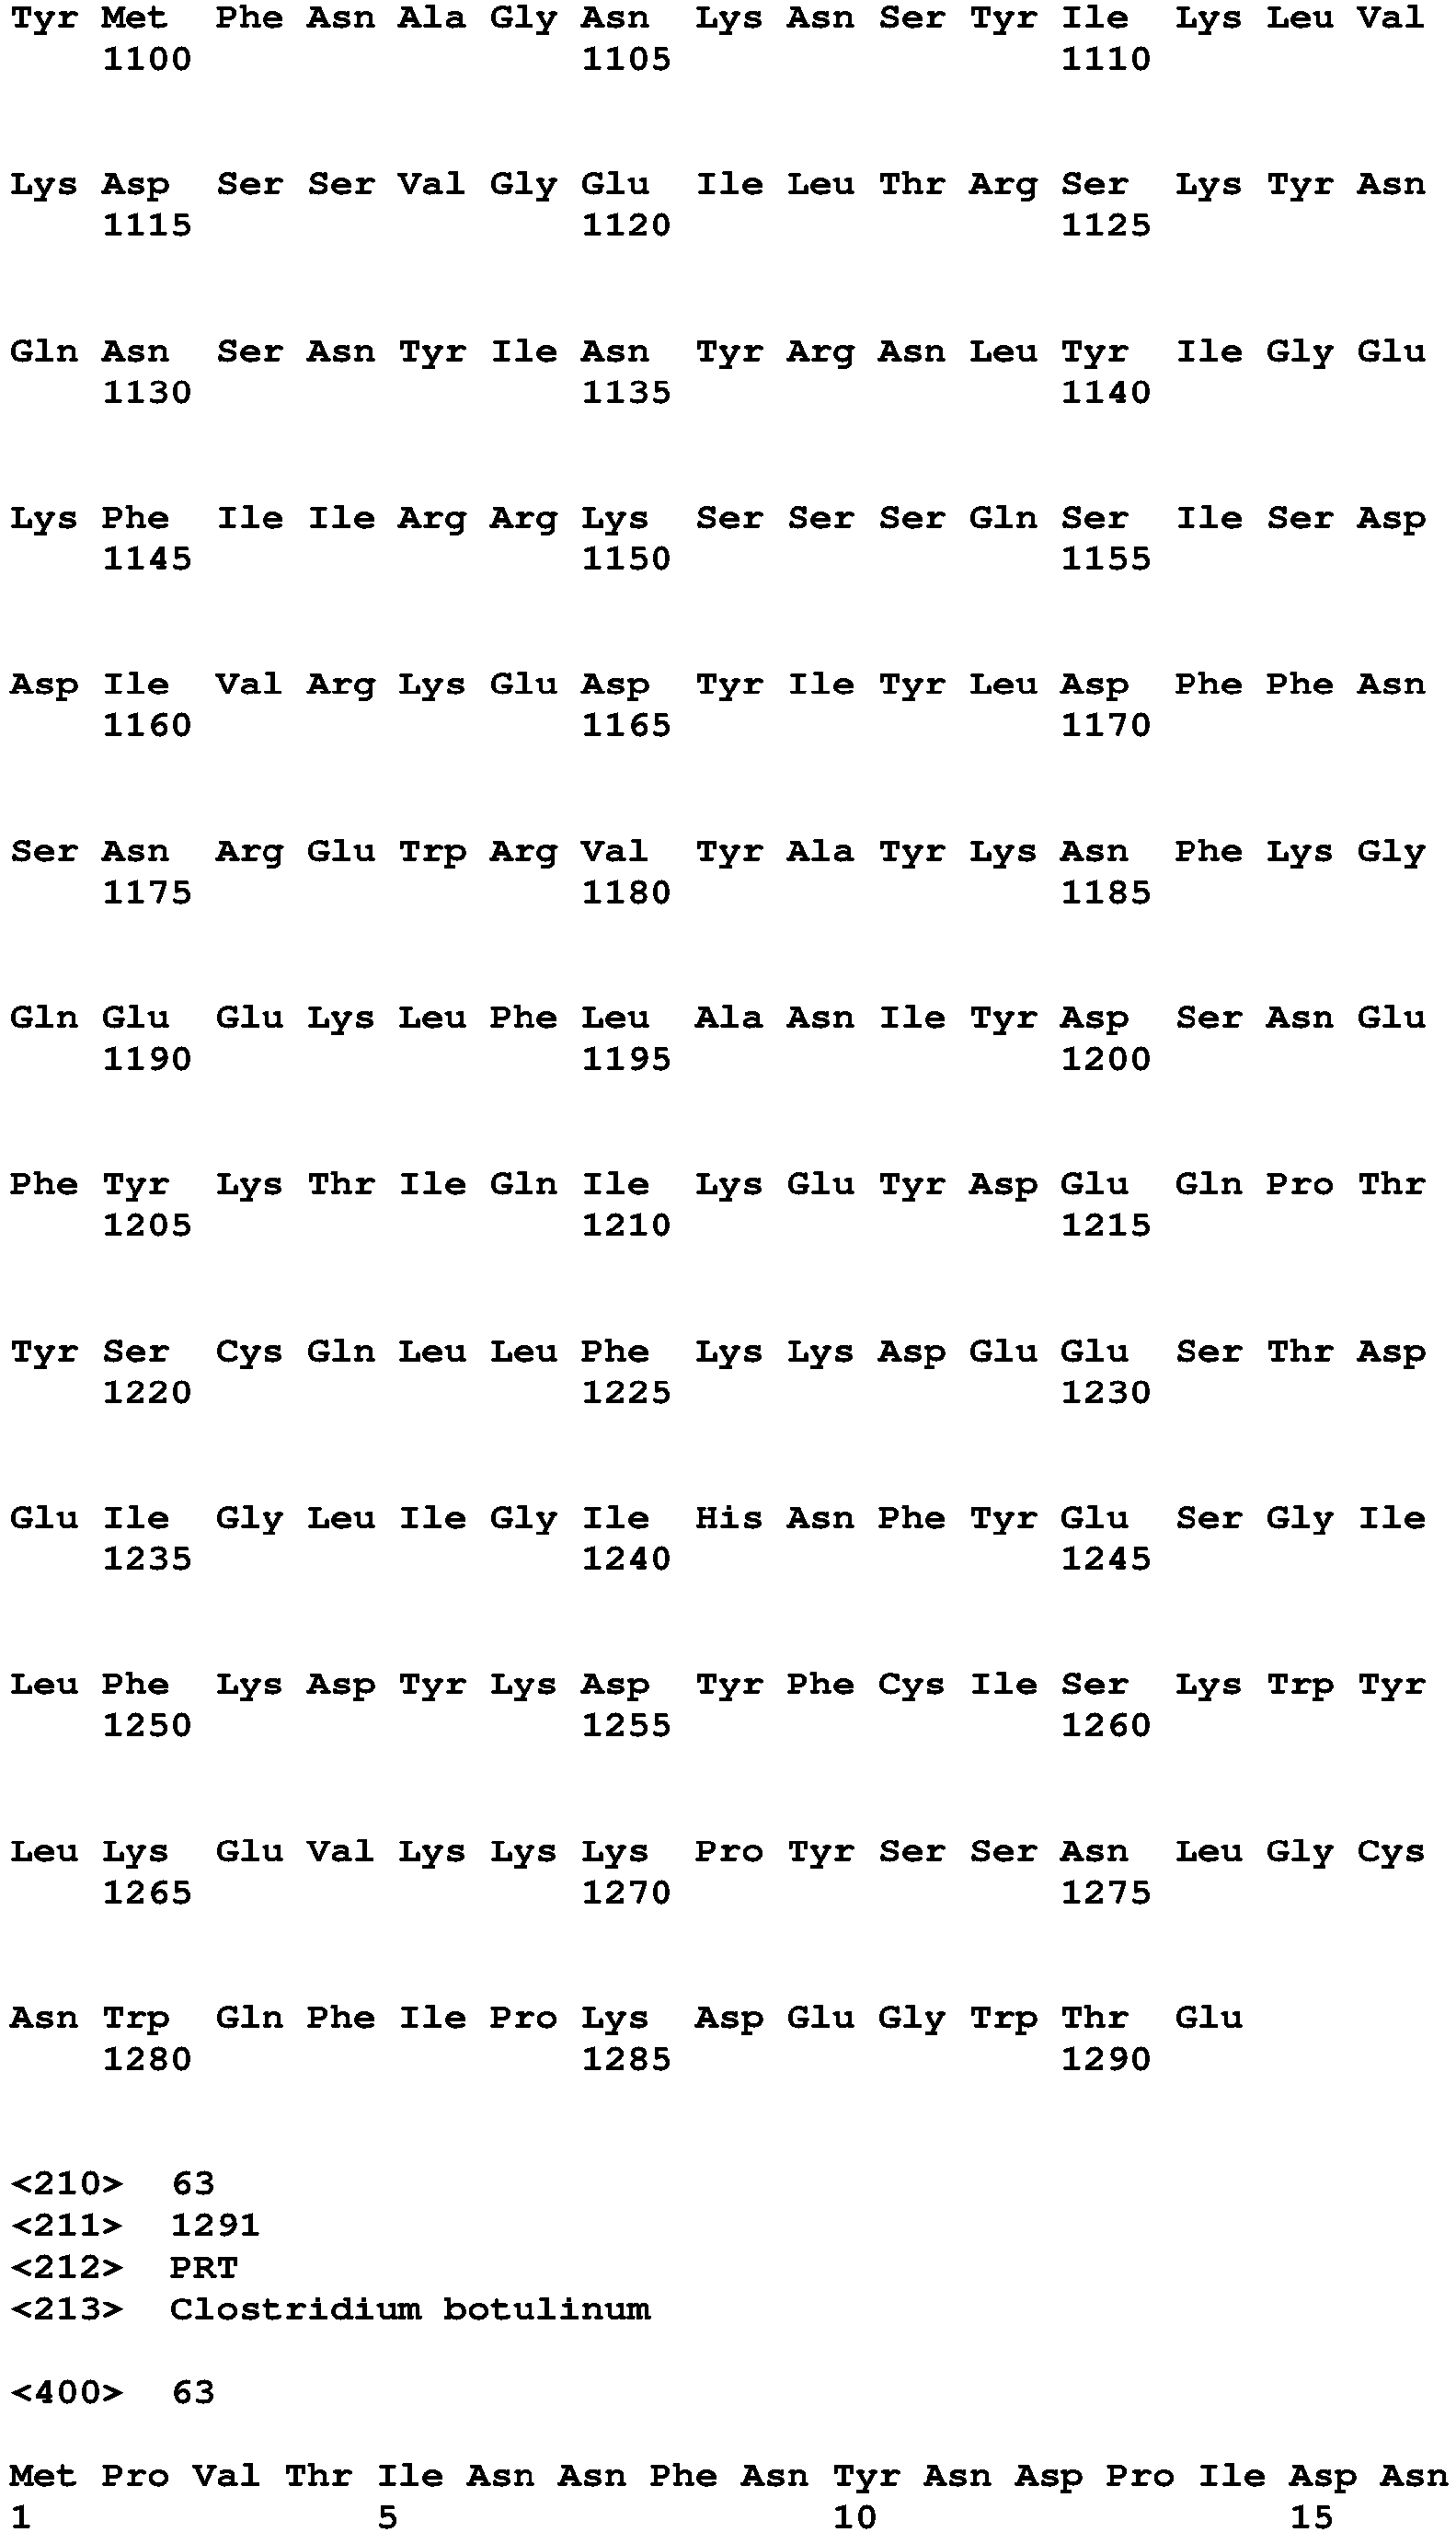 Tyr Met Phe Asn Ala Gly Asn Lys Asn Ser Tyr Ile Lys Leu Val
1100 1105 1110
Lys Asp Ser Ser Val Gly Glu Ile Leu Thr Arg Ser Lys Tyr Asn
1115 1120 1125
Gln Asn Ser Asn Tyr Ile Asn Tyr Arg Asn Leu Tyr Ile Gly Glu
1130 1135 1140
Lys Phe Ile Ile Arg Arg Lys Ser Ser Ser Gln Ser Ile Ser Asp
1145 1150 1155
Asp Ile Val Arg Lys Glu Asp Tyr Ile Tyr Leu Asp Phe Phe Asn
1160 1165 1170
Ser Asn Arg Glu Trp Arg Val Tyr Ala Tyr Lys Asn Phe Lys Gly
1175 1180 1185
Gln Glu Glu Lys Leu Phe Leu Ala Asn Ile Tyr Asp Ser Asn Glu
1190 1195 1200
Phe Tyr Lys Thr Ile Gln Ile Lys Glu Tyr Asp Glu Gln Pro Thr
1205 1210 1215
Tyr Ser Cys Gln Leu Leu Phe Lys Lys Asp Glu Glu Ser Thr Asp
1220 1225 1230
Glu Ile Gly Leu Ile Gly Ile His Asn Phe Tyr Glu Ser Gly Ile
1235 1240 1245
Leu Phe Lys Asp Tyr Lys Asp Tyr Phe Cys Ile Ser Lys Trp Tyr
1250 1255 1260
Leu Lys Glu Val Lys Lys Lys Pro Tyr Ser Ser Asn Leu Gly Cys
1265 1270 1275
Asn Trp Gln Phe Ile Pro Lys Asp Glu Gly Trp Thr Glu
1280 1285 1290
<210> 63
<211> 1291
<212> PRT
<213> Clostridium botulinum
<400> 63
Met Pro Val Thr Ile Asn Asn Phe Asn Tyr Asn Asp Pro Ile Asp Asn
1 5 10 15